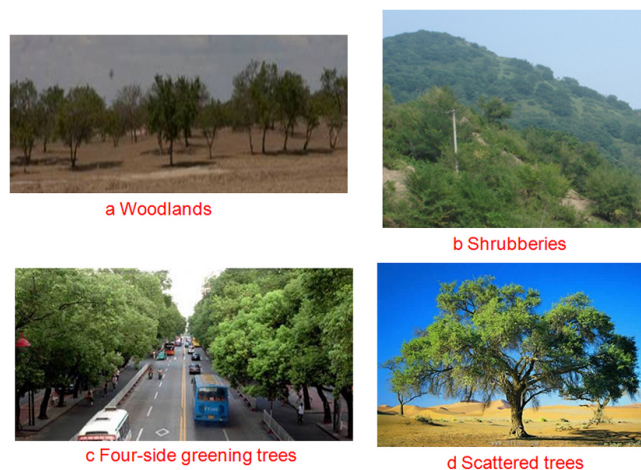 a Woodlands
b Shrubberies
c Four-side greening trees
d Scattered trees